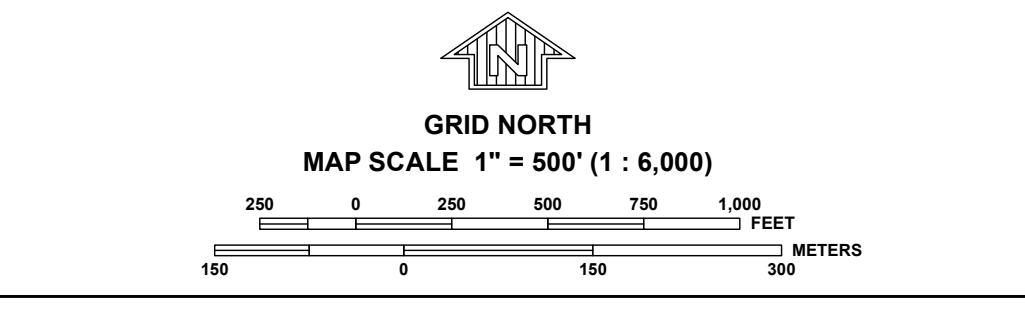 N
GRID NORTH
MAP SCALE 1" = 500' (1 : 6,000)
250 0 250 500 750 1,000
FEET
METERS
150 0 150 300